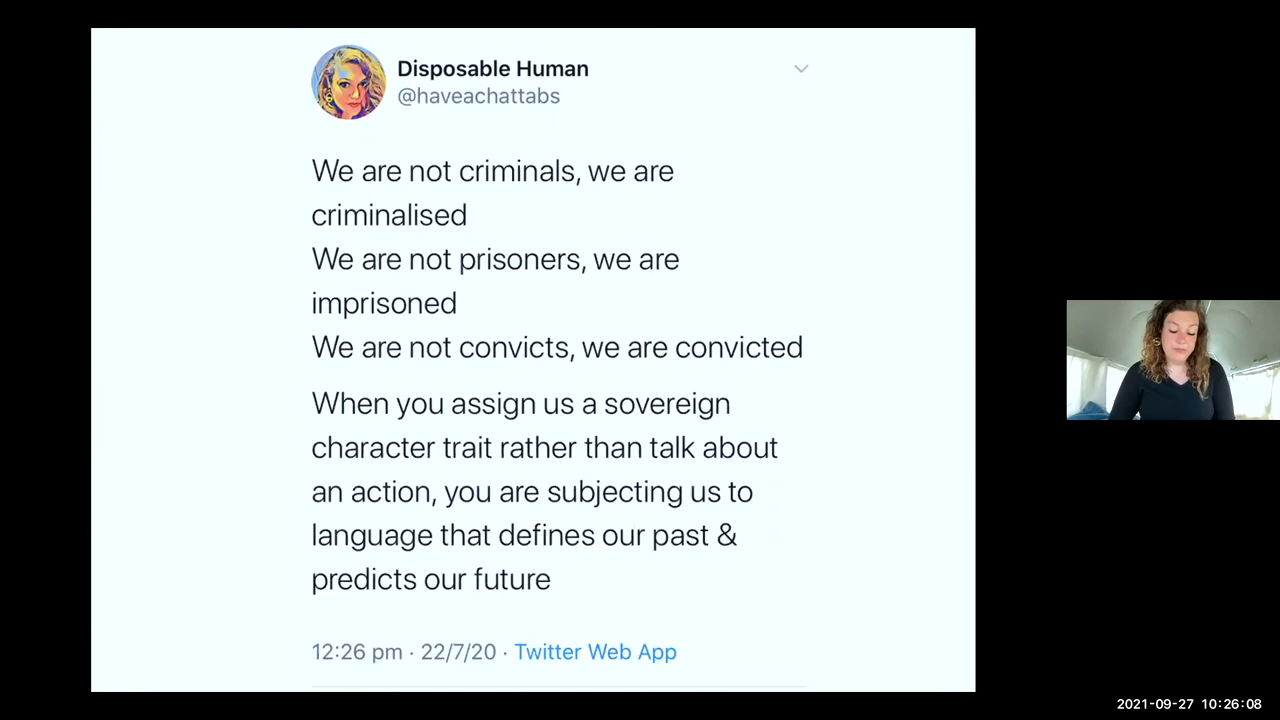 Disposable Human
@haveachattabs
We are not criminals, we are
criminalised
We are not prisoners, we are
imprisoned
We are not convicts, we are convicted
When you assign us a sovereign
character trait rather than talk about
an action, you are subjecting us to
language that defines our past &
predicts our future
12:26 pm · 22/7/20 · Twitter Web App
2021-09-27 10:26:08